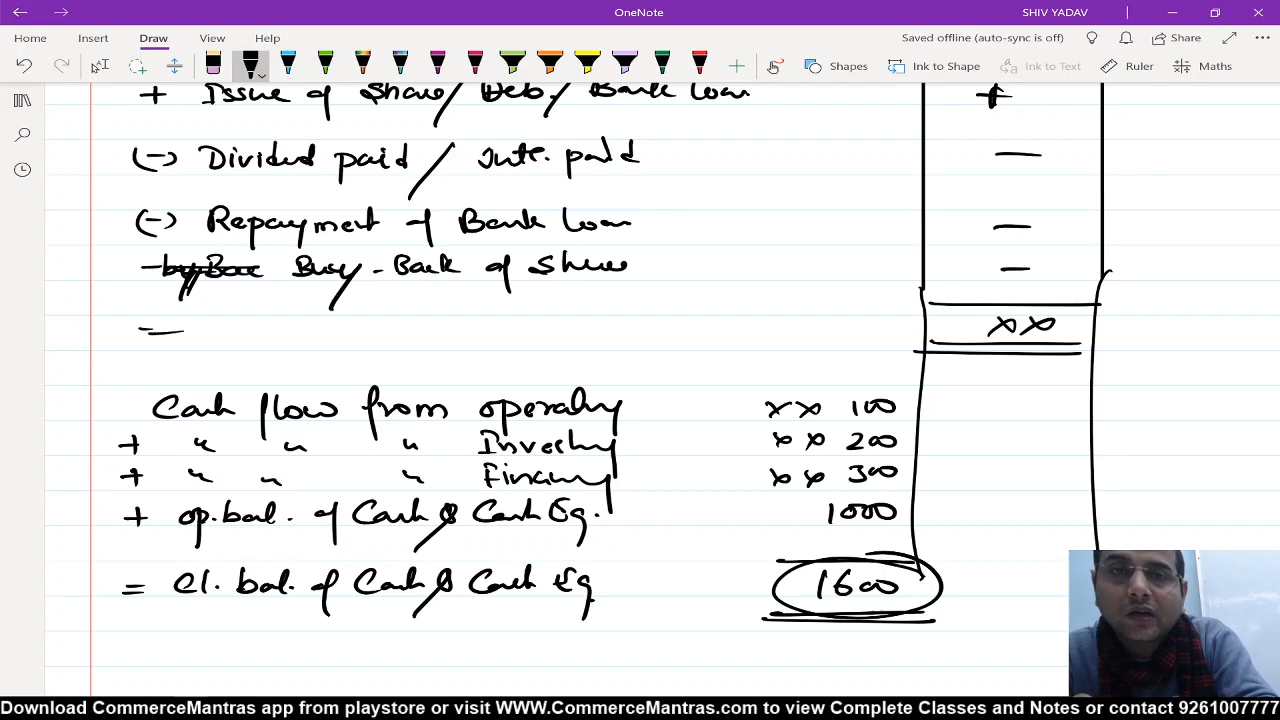 OneNote
SHIV YADAV
Home Insert Draw View Help
Saved offline (auto-sync is off)
Share
Shapes
Ink to Shape
Ink to Text
Ruler
Maths
+ Issue of Share/ Deb./ Bank loan +
(-) Dividend paid / Inte. paid —
(-) Repayment of Bank loan —
Buy-Back of Share —
= xx
Cash flow from operating xx 100
+ " " " Investing xx 200
+ " " " Financing xx 300
+ op. bal. of Cash & Cash Eq. 1000
= Cl. bal. of Cash & Cash Eq 1600
Download CommerceMantras app from playstore or visit WWW.CommerceMantras.com to view Complete Classes and Notes or contact 9261007777